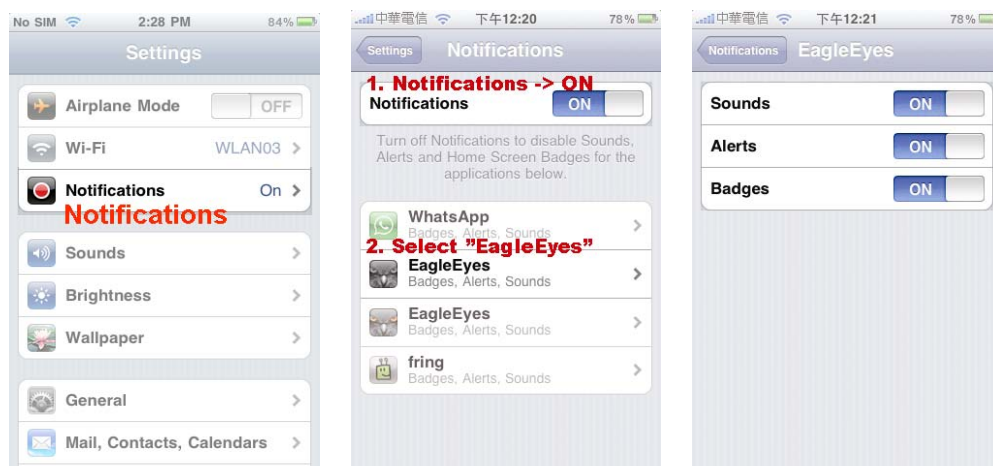 No SIM 2:28 PM 84%
Settings
Airplane Mode OFF
Wi-Fi WLAN03
Notifications On
Notifications
Sounds
Brightness
Wallpaper
General
Mail, Contacts, Calendars
中華電信 下午12:20 78%
Settings Notifications
1. Notifications -> ON
Notifications ON
Turn off Notifications to disable Sounds,
Alerts and Home Screen Badges for the
applications below.
WhatsApp
Badges, Alerts, Sounds
2. Select "EagleEyes"
EagleEyes
Badges, Alerts, Sounds
EagleEyes
Badges, Alerts, Sounds
fring
Badges, Alerts, Sounds
中華電信 下午12:21 78%
Notifications EagleEyes
Sounds ON
Alerts ON
Badges ON